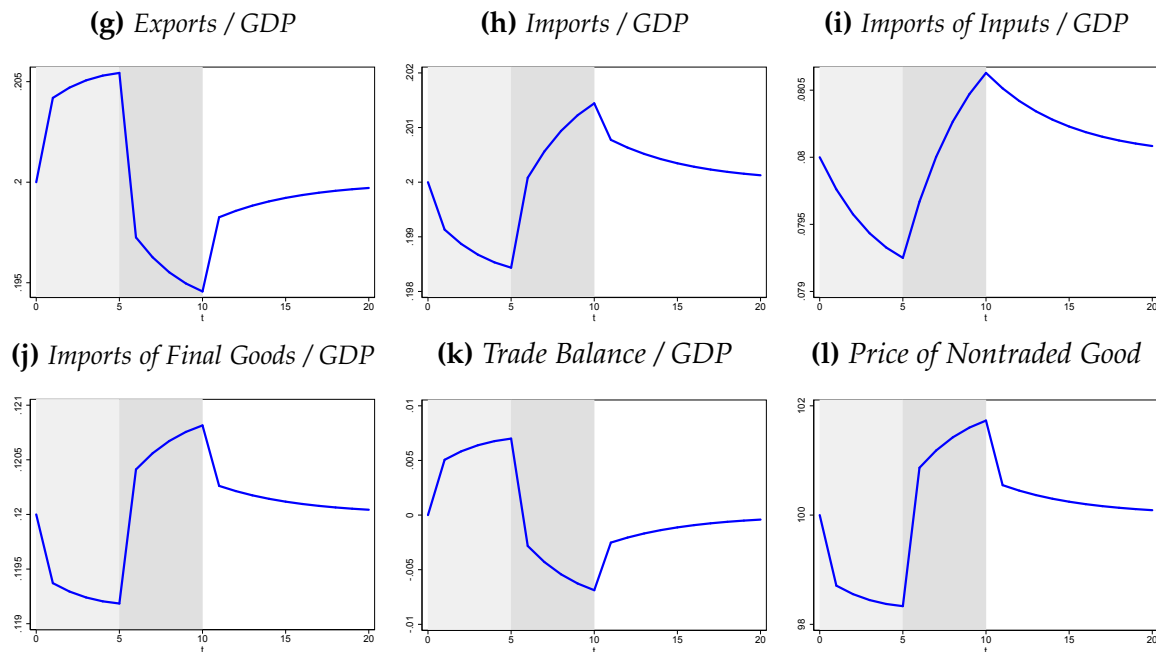 (g) Exports / GDP
(h) Imports / GDP
(i) Imports of Inputs / GDP
.205
.2
.195
0 5 10 15 20
t
.202
.201
.2
.199
.198
0 5 10 15 20
t
.0805
.08
.0795
.079
0 5 10 15 20
t
(j) Imports of Final Goods / GDP
(k) Trade Balance / GDP
(l) Price of Nontraded Good
.121
.1205
.12
.1195
.119
0 5 10 15 20
t
.01
.005
0
-.005
-.01
0 5 10 15 20
t
102
100
98
0 5 10 15 20
t